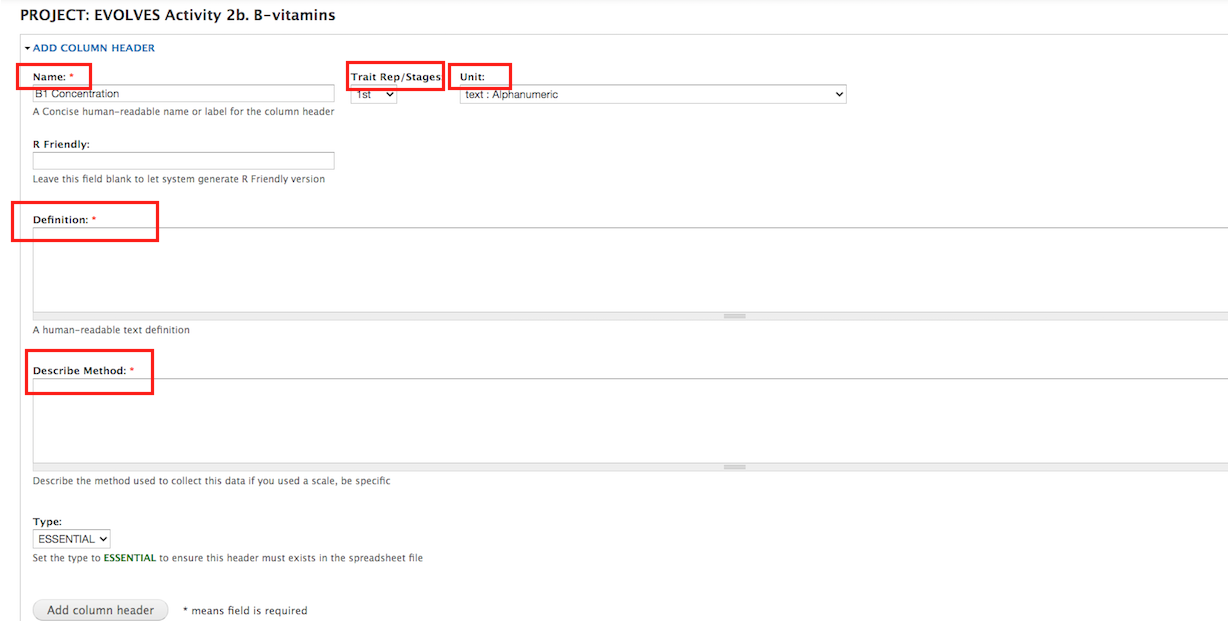 PROJECT: EVOLVES Activity 2b. B-vitamins
ADD COLUMN HEADER
Name: * Trait Rep/Stages Unit:
B1 Concentration 1st text : Alphanumeric
A Concise human-readable name or label for the column header
R Friendly:
Leave this field blank to let system generate R Friendly version
Definition: *
A human-readable text definition
Describe Method: *
Describe the method used to collect this data if you used a scale, be specific
Type:
ESSENTIAL
Set the type to ESSENTIAL to ensure this header must exists in the spreadsheet file
Add column header * means field is required